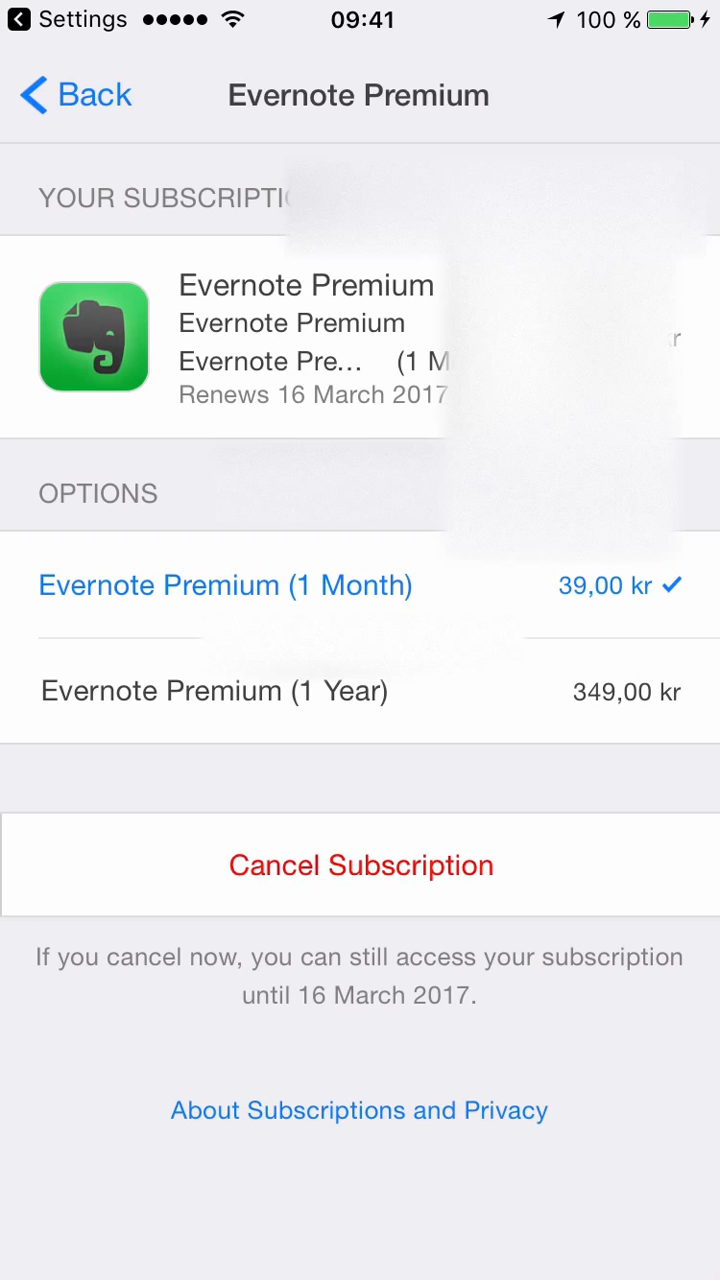 Settings 09:41 100 %
Back Evernote Premium
YOUR
Evernote Premium
Evernote Premium
Evernote Pre... (1 M
Renews 16 March 2017
OPTIONS
Evernote Premium (1 Month) 39,00 kr
Evernote Premium (1 Year) 349,00 kr
Cancel Subscription
If you cancel now, you can still access your subscription
until 16 March 2017.
About Subscriptions and Privacy